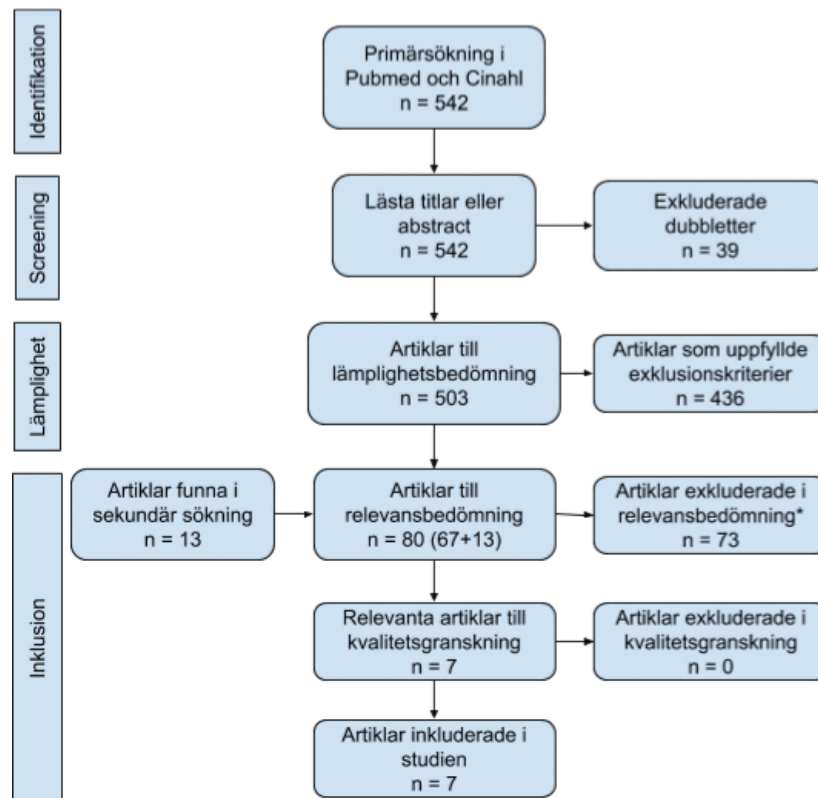 Identifikation
Primärsökning i
Pubmed och Cinahl
n = 542
Screening
Lästa titlar eller
abstract
n = 542
Exkluderade
dubbletter
n = 39
Lämplighet
Artiklar till
lämplighetsbedömning
n = 503
Artiklar som uppfyllde
exklusionskriterier
n = 436
Inklusion
Artiklar funna i
sekundär sökning
n = 13
Artiklar till
relevansbedömning
n = 80 (67+13)
Artiklar exkluderade i
relevansbedömning*
n = 73
Relevanta artiklar till
kvalitetsgranskning
n = 7
Artiklar exkluderade i
kvalitetsgranskning
n = 0
Artiklar inkluderade i
studien
n = 7